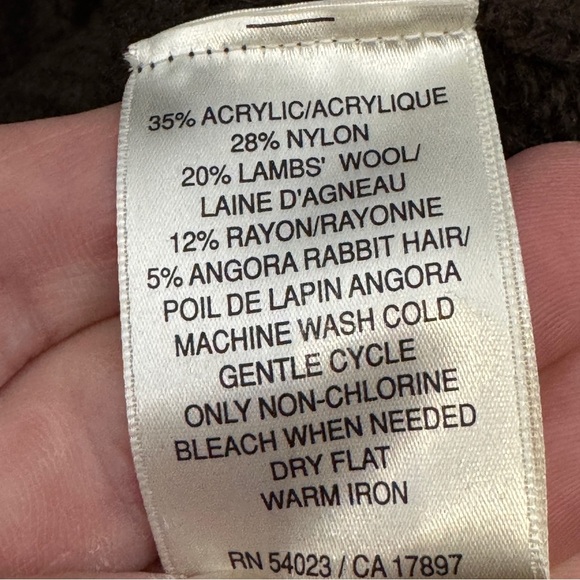 35% ACRYLIC/ACRYLIQUE
28% NYLON
20% LAMBS' WOOL/
LAINE D'AGNEAU
12% RAYON/RAYONNE
5% ANGORA RABBIT HAIR/
POIL DE LAPIN ANGORA
MACHINE WASH COLD
GENTLE CYCLE
ONLY NON-CHLORINE
BLEACH WHEN NEEDED
DRY FLAT
WARM IRON
RN 54023 / CA 17897